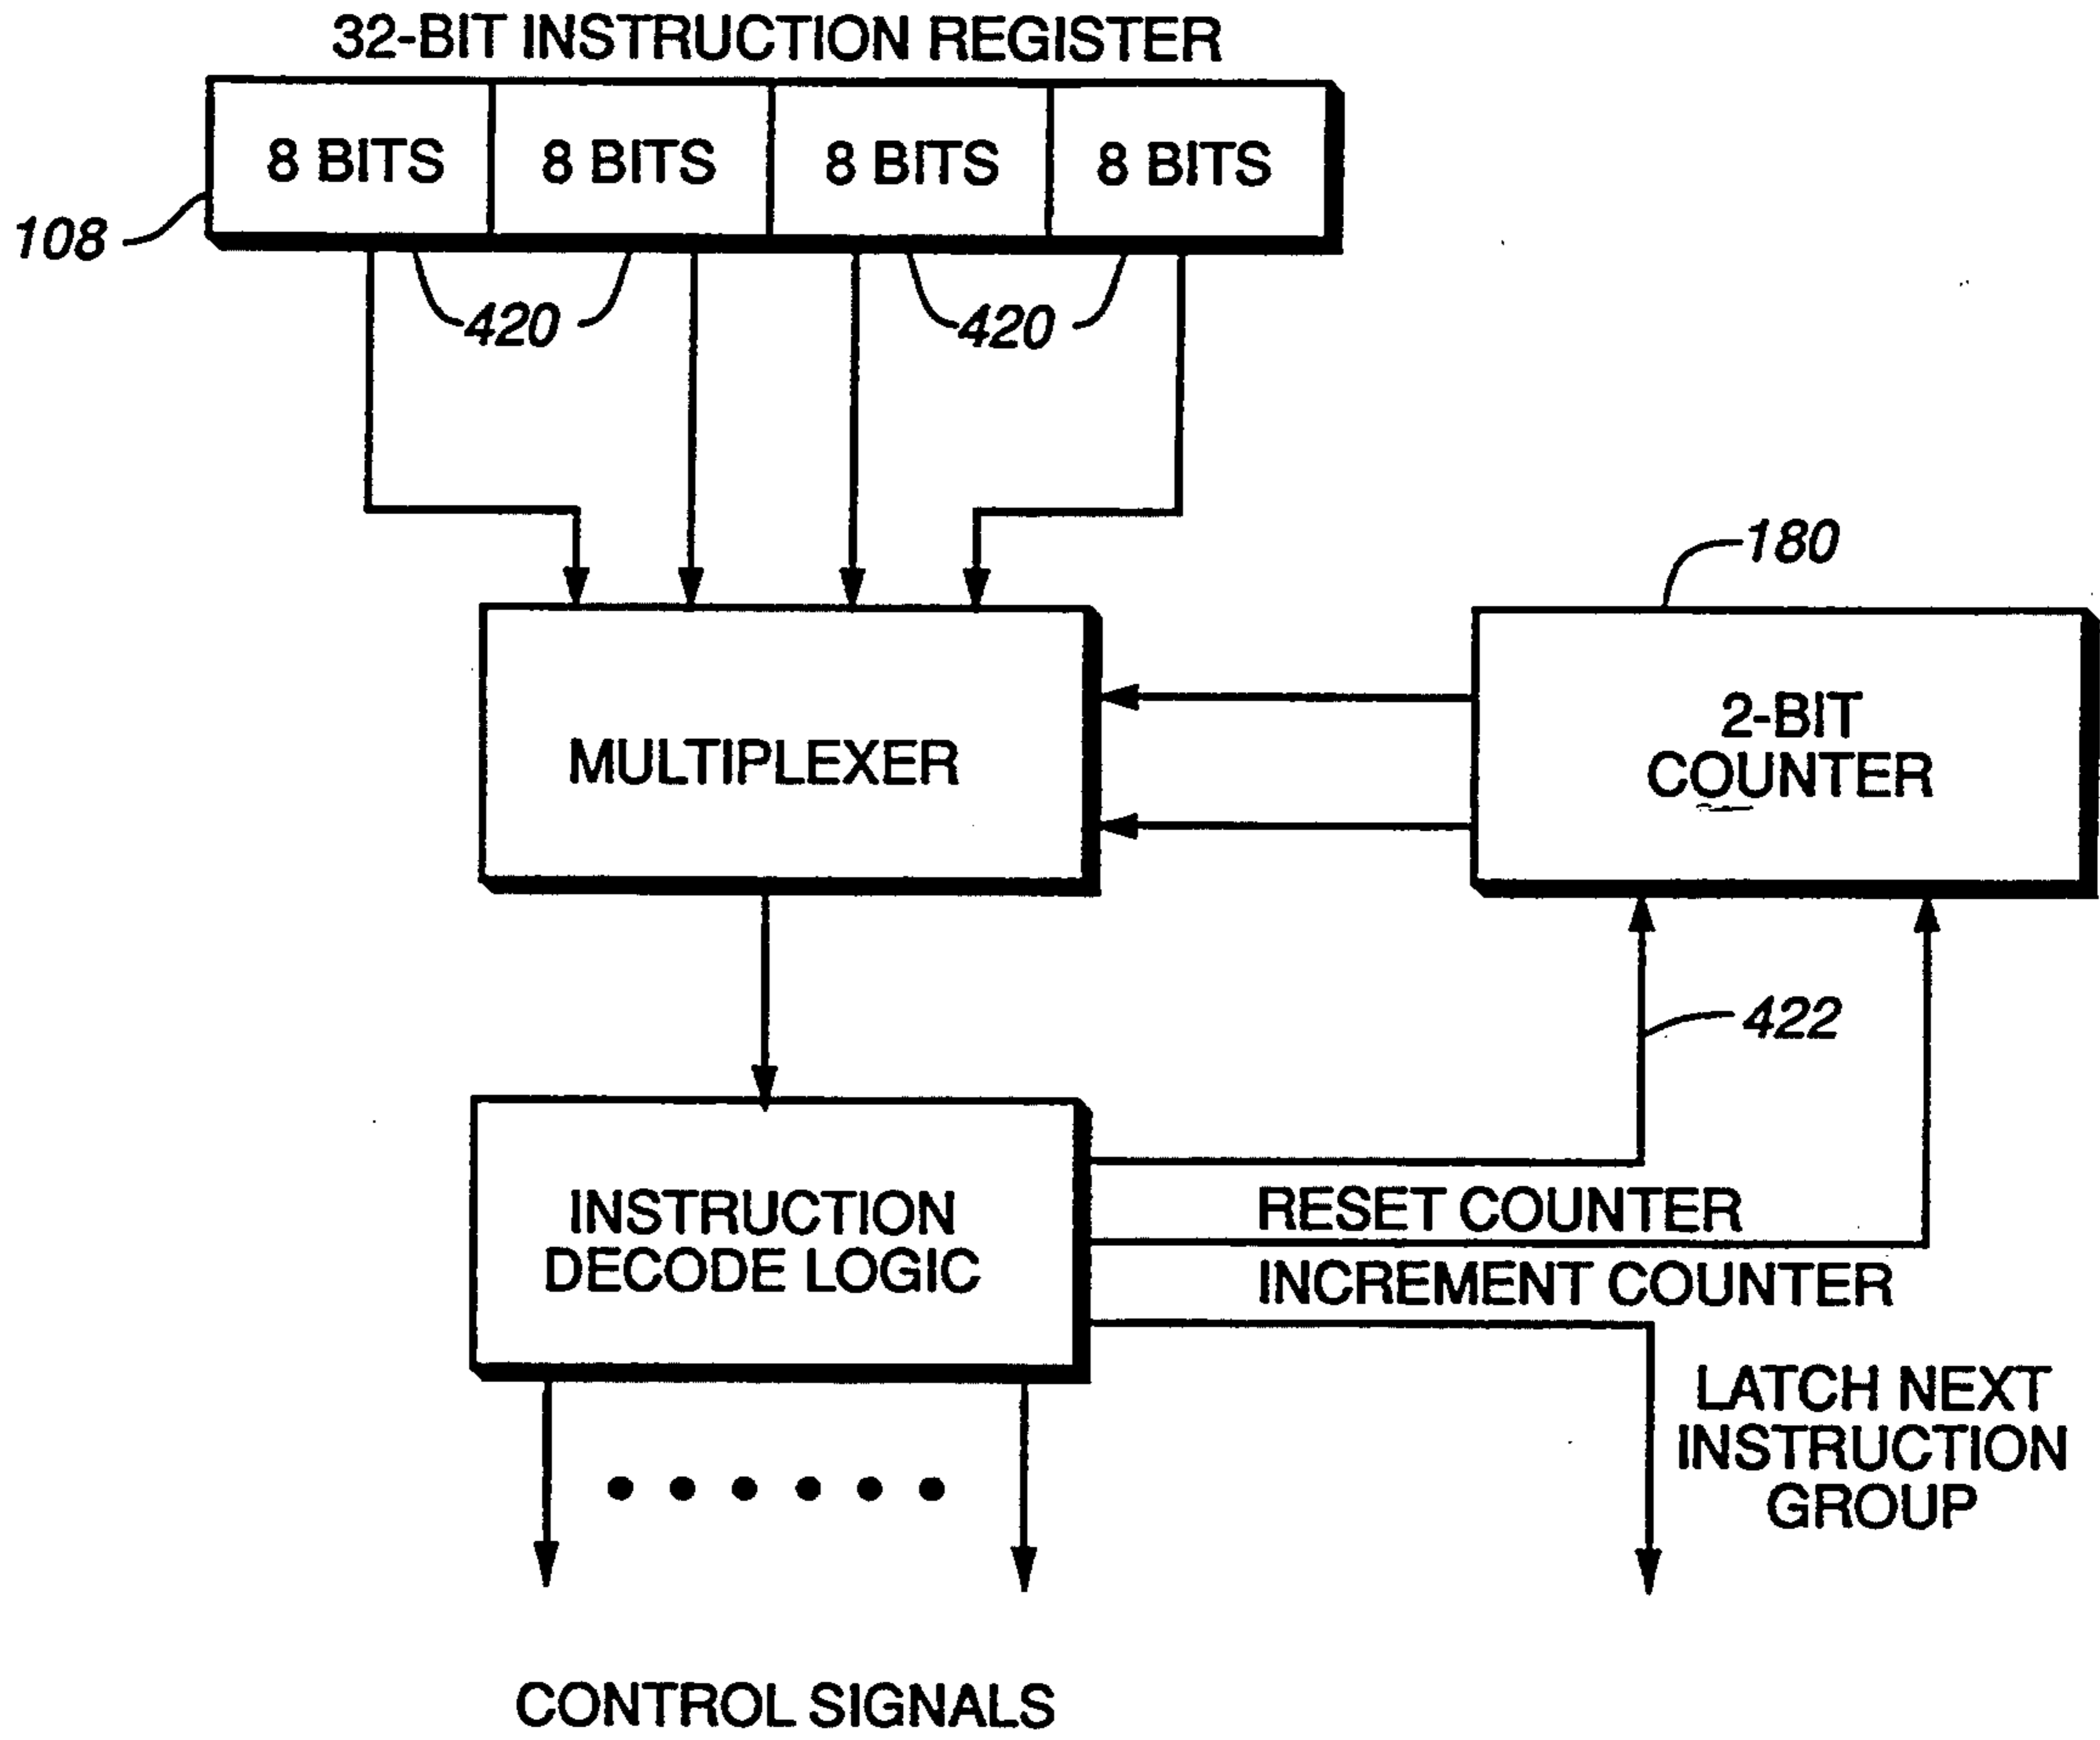 32-BIT INSTRUCTION REGISTER
8 BITS 8 BITS 8 BITS 8 BITS
108
420 420
180
2-BIT
COUNTER
MULTIPLEXER
422
INSTRUCTION
DECODE LOGIC
RESET COUNTER
INCREMENT COUNTER
LATCH NEXT
INSTRUCTION
GROUP
CONTROL SIGNALS